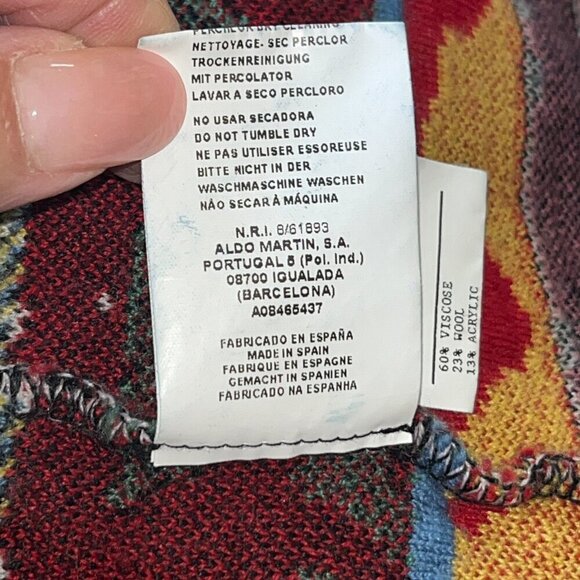 PERCHLOR DRY CLEANING
NETTOYAGE- SEC PERCLOR
TROCKENREINIGUNG
MIT PERCOLATOR
LAVAR A SECO PERCLORO
NO USAR SECADORA
DO NOT TUMBLE DRY
NE PAS UTILISER ESSOREUSE
BITTE NICHT IN DER
WASCHMASCHINE WASCHEN
NÃO SECAR À MÁQUINA
N.R.I. 8/61893
ALDO MARTIN, S.A.
PORTUGAL 5 (Pol. Ind.)
08700 IGUALADA
(BARCELONA)
A08465437
FABRICADO EN ESPAÑA
MADE IN SPAIN
FABRIQUE EN ESPAGNE
GEMACHT IN SPANIEN
FABRICADO NA ESPANHA
60% VISCOSE
23% WOOL
13% ACRYLIC